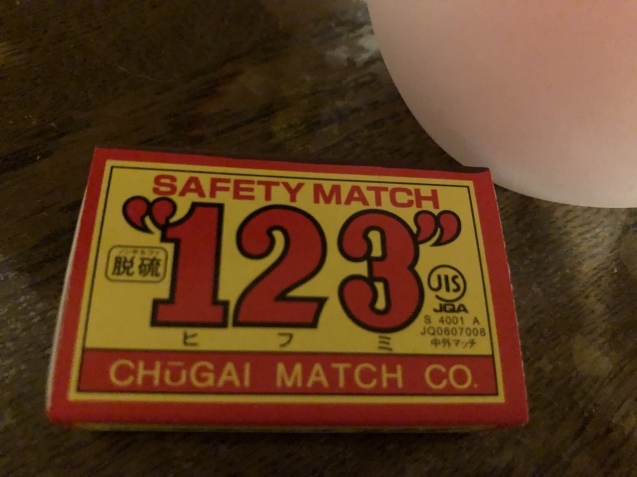 SAFETY MATCH
"123"
ヒ フ ミ
脱硫
JIS
JQA
S 4001 A
JQ0607008
中外マッチ
CHūGAI MATCH CO.